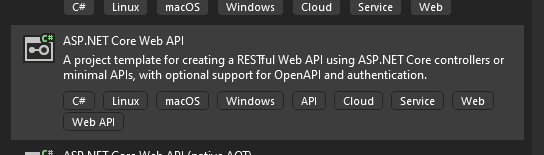 C# Linux macOS Windows Cloud Service Web
C#
ASP.NET Core Web API
A project template for creating a RESTful Web API using ASP.NET Core controllers or
minimal APIs, with optional support for OpenAPI and authentication.
C# Linux macOS Windows API Cloud Service Web
Web API
C#
ASP.NET Core Web API (native AOT)